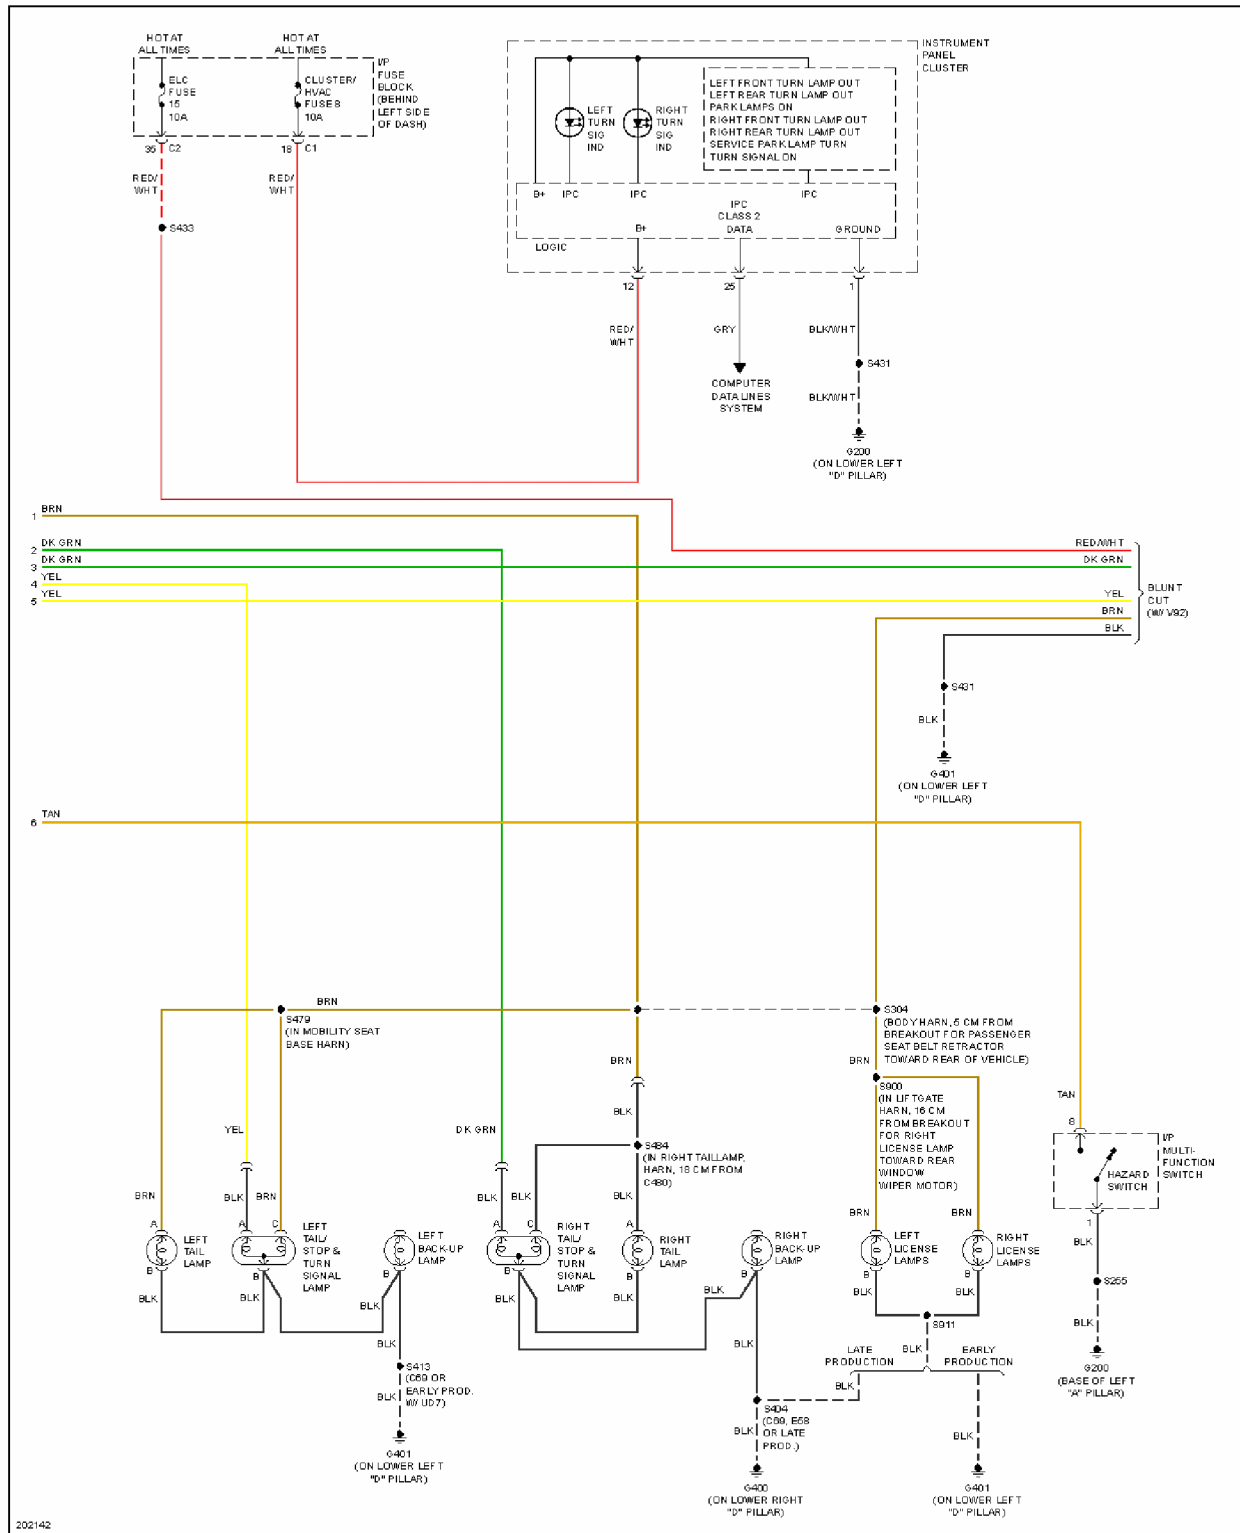 HOT AT
ALL TIMES
HOT AT
ALL TIMES
ELC
FUSE
15
10A
CLUSTER/
HVAC
FUSE 8
10A
I/P
FUSE
BLOCK
(BEHIND
LEFT SIDE
OF DASH)
35 C2
18 C1
RED/
WHT
RED/
WHT
S433
INSTRUMENT
PANEL
CLUSTER
LEFT
TURN
SIG
IND
RIGHT
TURN
SIG
IND
LEFT FRONT TURN LAMP OUT
LEFT REAR TURN LAMP OUT
PARK LAMPS ON
RIGHT FRONT TURN LAMP OUT
RIGHT REAR TURN LAMP OUT
SERVICE PARK LAMP TURN
TURN SIGNAL ON
B+ IPC IPC IPC
IPC
CLASS 2
DATA
B+
GROUND
LOGIC
12 25 1
RED/
WHT
GRY
BLK/WHT
S431
COMPUTER
DATA LINES
SYSTEM
BLK/WHT
G200
(ON LOWER LEFT
"D" PILLAR)
1 BRN
2 DK GRN
3 DK GRN
4 YEL
5 YEL
RED/WHT
DK GRN
YEL
BRN
BLK
BLUNT
CUT
(W/ V92)
S431
BLK
G401
(ON LOWER LEFT
"D" PILLAR)
6 TAN
BRN
S479
(IN MOBILITY SEAT
BASE HARN)
S304
(BODY HARN, 5 CM FROM
BREAKOUT FOR PASSENGER
SEAT BELT RETRACTOR
TOWARD REAR OF VEHICLE)
BRN
BRN
S900
(IN LIFTGATE
HARN, 16 CM
FROM BREAKOUT
FOR RIGHT
LICENSE LAMP
TOWARD REAR
WINDOW
WIPER MOTOR)
TAN
8
I/P
MULTI-
FUNCTION
SWITCH
HAZARD
SWITCH
1
BLK
S255
BLK
G200
(BASE OF LEFT
"A" PILLAR)
YEL
DK GRN
BLK
S484
(IN RIGHT TAILLAMP,
HARN, 18 CM FROM
C480)
BRN
BLK
BRN
BLK
BLK
BLK
BRN
BRN
A
A
C
A
C
A
LEFT
TAIL
LAMP
LEFT
TAIL/
STOP &
TURN
SIGNAL
LAMP
LEFT
BACK-UP
LAMP
RIGHT
TAIL/
STOP &
TURN
SIGNAL
LAMP
RIGHT
TAIL
LAMP
RIGHT
BACK-UP
LAMP
LEFT
LICENSE
LAMPS
RIGHT
LICENSE
LAMPS
B
B
B
B
B
B
B
B
BLK
BLK
BLK
BLK
BLK
BLK
BLK
BLK
BLK
BLK
S911
BLK
LATE
PRODUCTION
EARLY
PRODUCTION
BLK
S413
(C69 OR
EARLY PROD.
W/ UD7)
BLK
G401
(ON LOWER LEFT
"D" PILLAR)
S404
(C69, E58
OR LATE
PROD.)
BLK
G400
(ON LOWER RIGHT
"D" PILLAR)
BLK
G401
(ON LOWER LEFT
"D" PILLAR)
202142